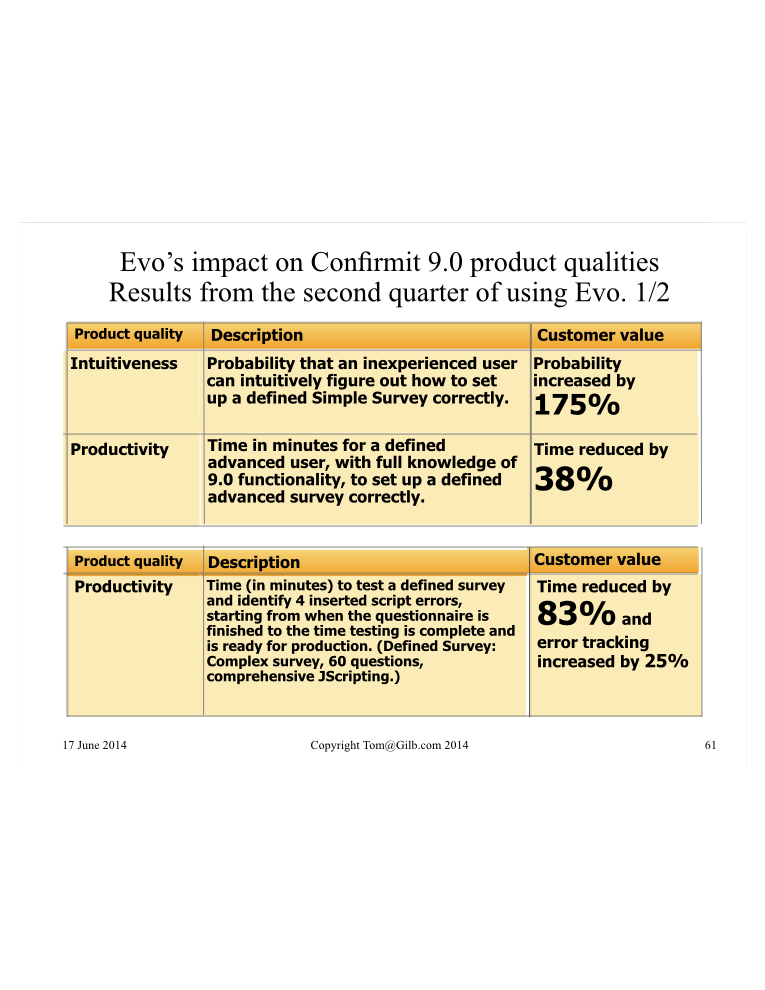 Evo’s impact on Confirmit 9.0 product qualities
Results from the second quarter of using Evo. 1/2
Product quality
Description
Customer value
Intuitiveness
Probability that an inexperienced user
can intuitively figure out how to set
up a defined Simple Survey correctly.
Probability
increased by
175%
Productivity
Time in minutes for a defined
advanced user, with full knowledge of
9.0 functionality, to set up a defined
advanced survey correctly.
Time reduced by
38%
Product quality
Description
Customer value
Productivity
Time (in minutes) to test a defined survey
and identify 4 inserted script errors,
starting from when the questionnaire is
finished to the time testing is complete and
is ready for production. (Defined Survey:
Complex survey, 60 questions,
comprehensive JScripting.)
Time reduced by
83% and
error tracking
increased by 25%
17 June 2014
Copyright Tom@Gilb.com 2014
61